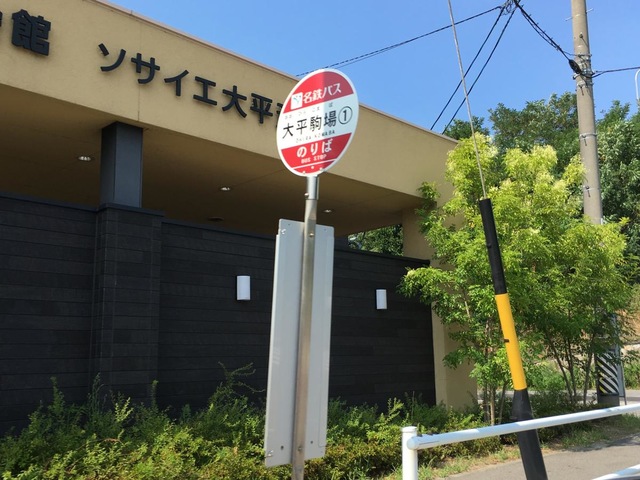 館
ソサイエ大平
名鉄バス
大平駒場①
のりば